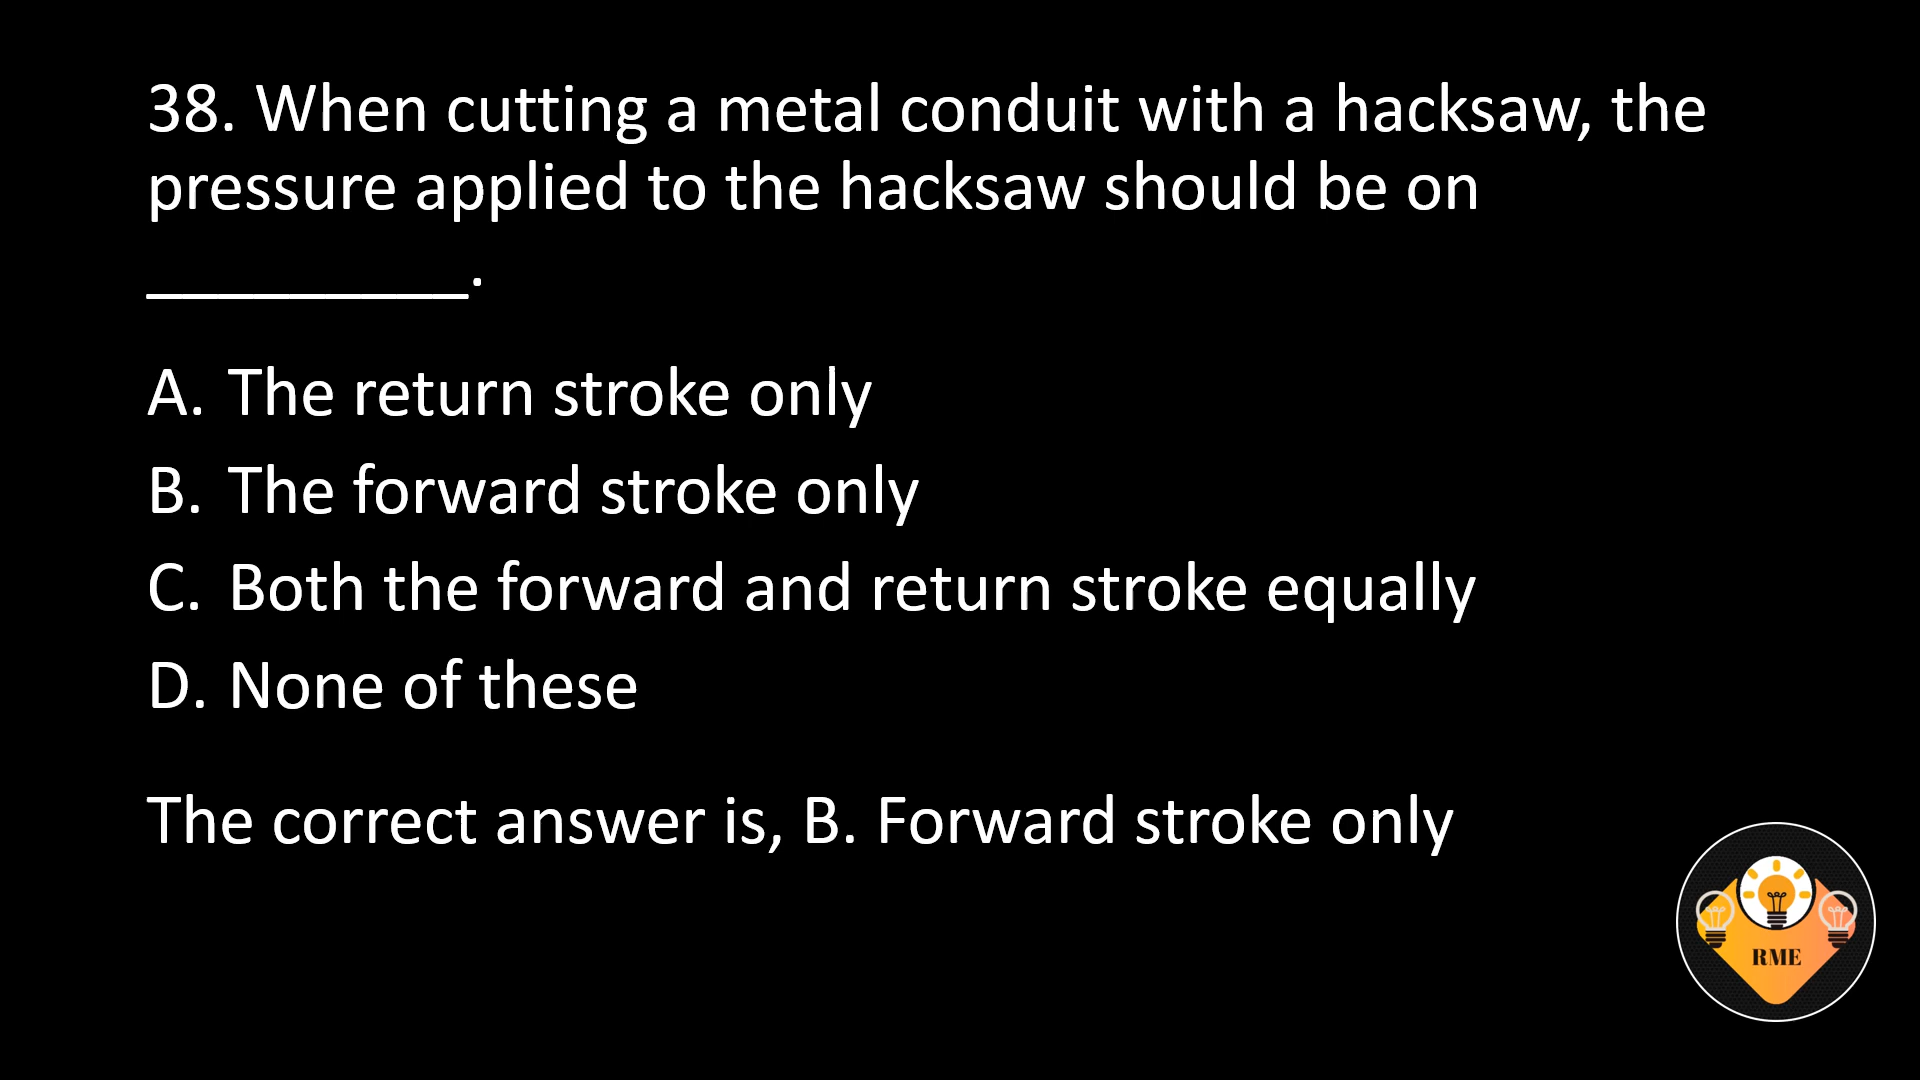 38. When cutting a metal conduit with a hacksaw, the
pressure applied to the hacksaw should be on
_________.
A. The return stroke only
B. The forward stroke only
C. Both the forward and return stroke equally
D. None of these
The correct answer is, B. Forward stroke only
RME